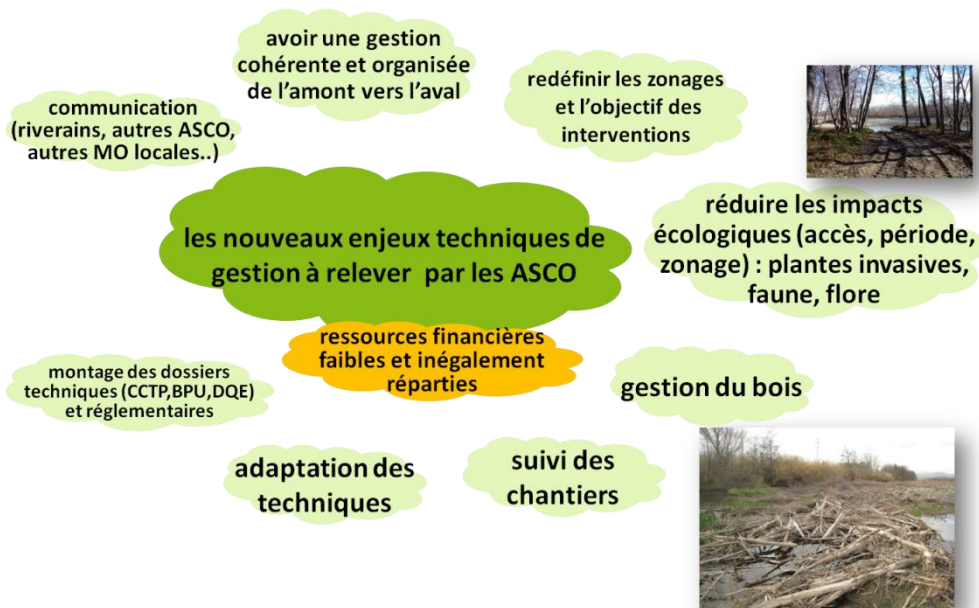 avoir une gestion
cohérente et organisée
de l'amont vers l'aval
redéfinir les zonages
et l'objectif des
interventions
communication
(riverains, autres ASCO,
autres MO locales..)
les nouveaux enjeux techniques de
gestion à relever par les ASCO
réduire les impacts
écologiques (accès, période,
zonage) : plantes invasives,
faune, flore
ressources financières
faibles et inégalement
réparties
montage des dossiers
techniques (CCTP,BPU,DQE)
et réglementaires
gestion du bois
adaptation des
techniques
suivi des
chantiers